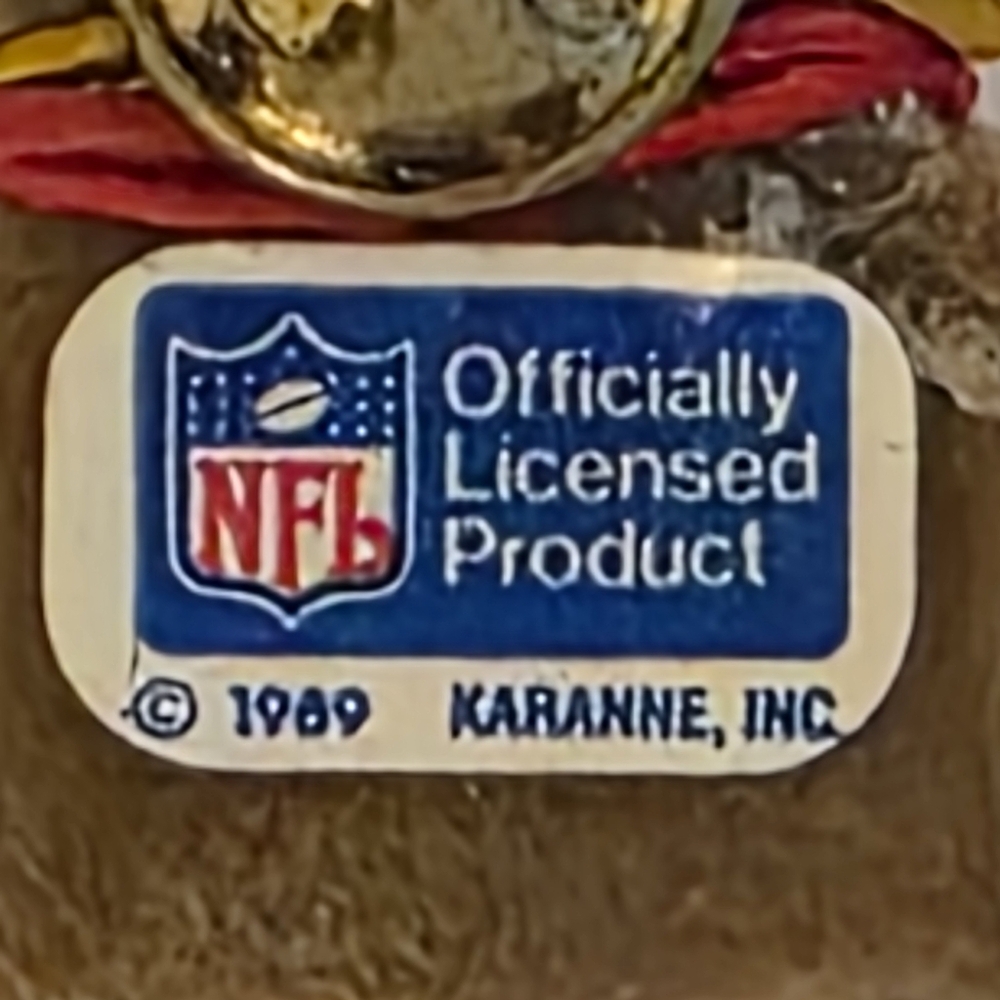 NFL
Officially
Licensed
Product
© 1989 KARANNE, INC.